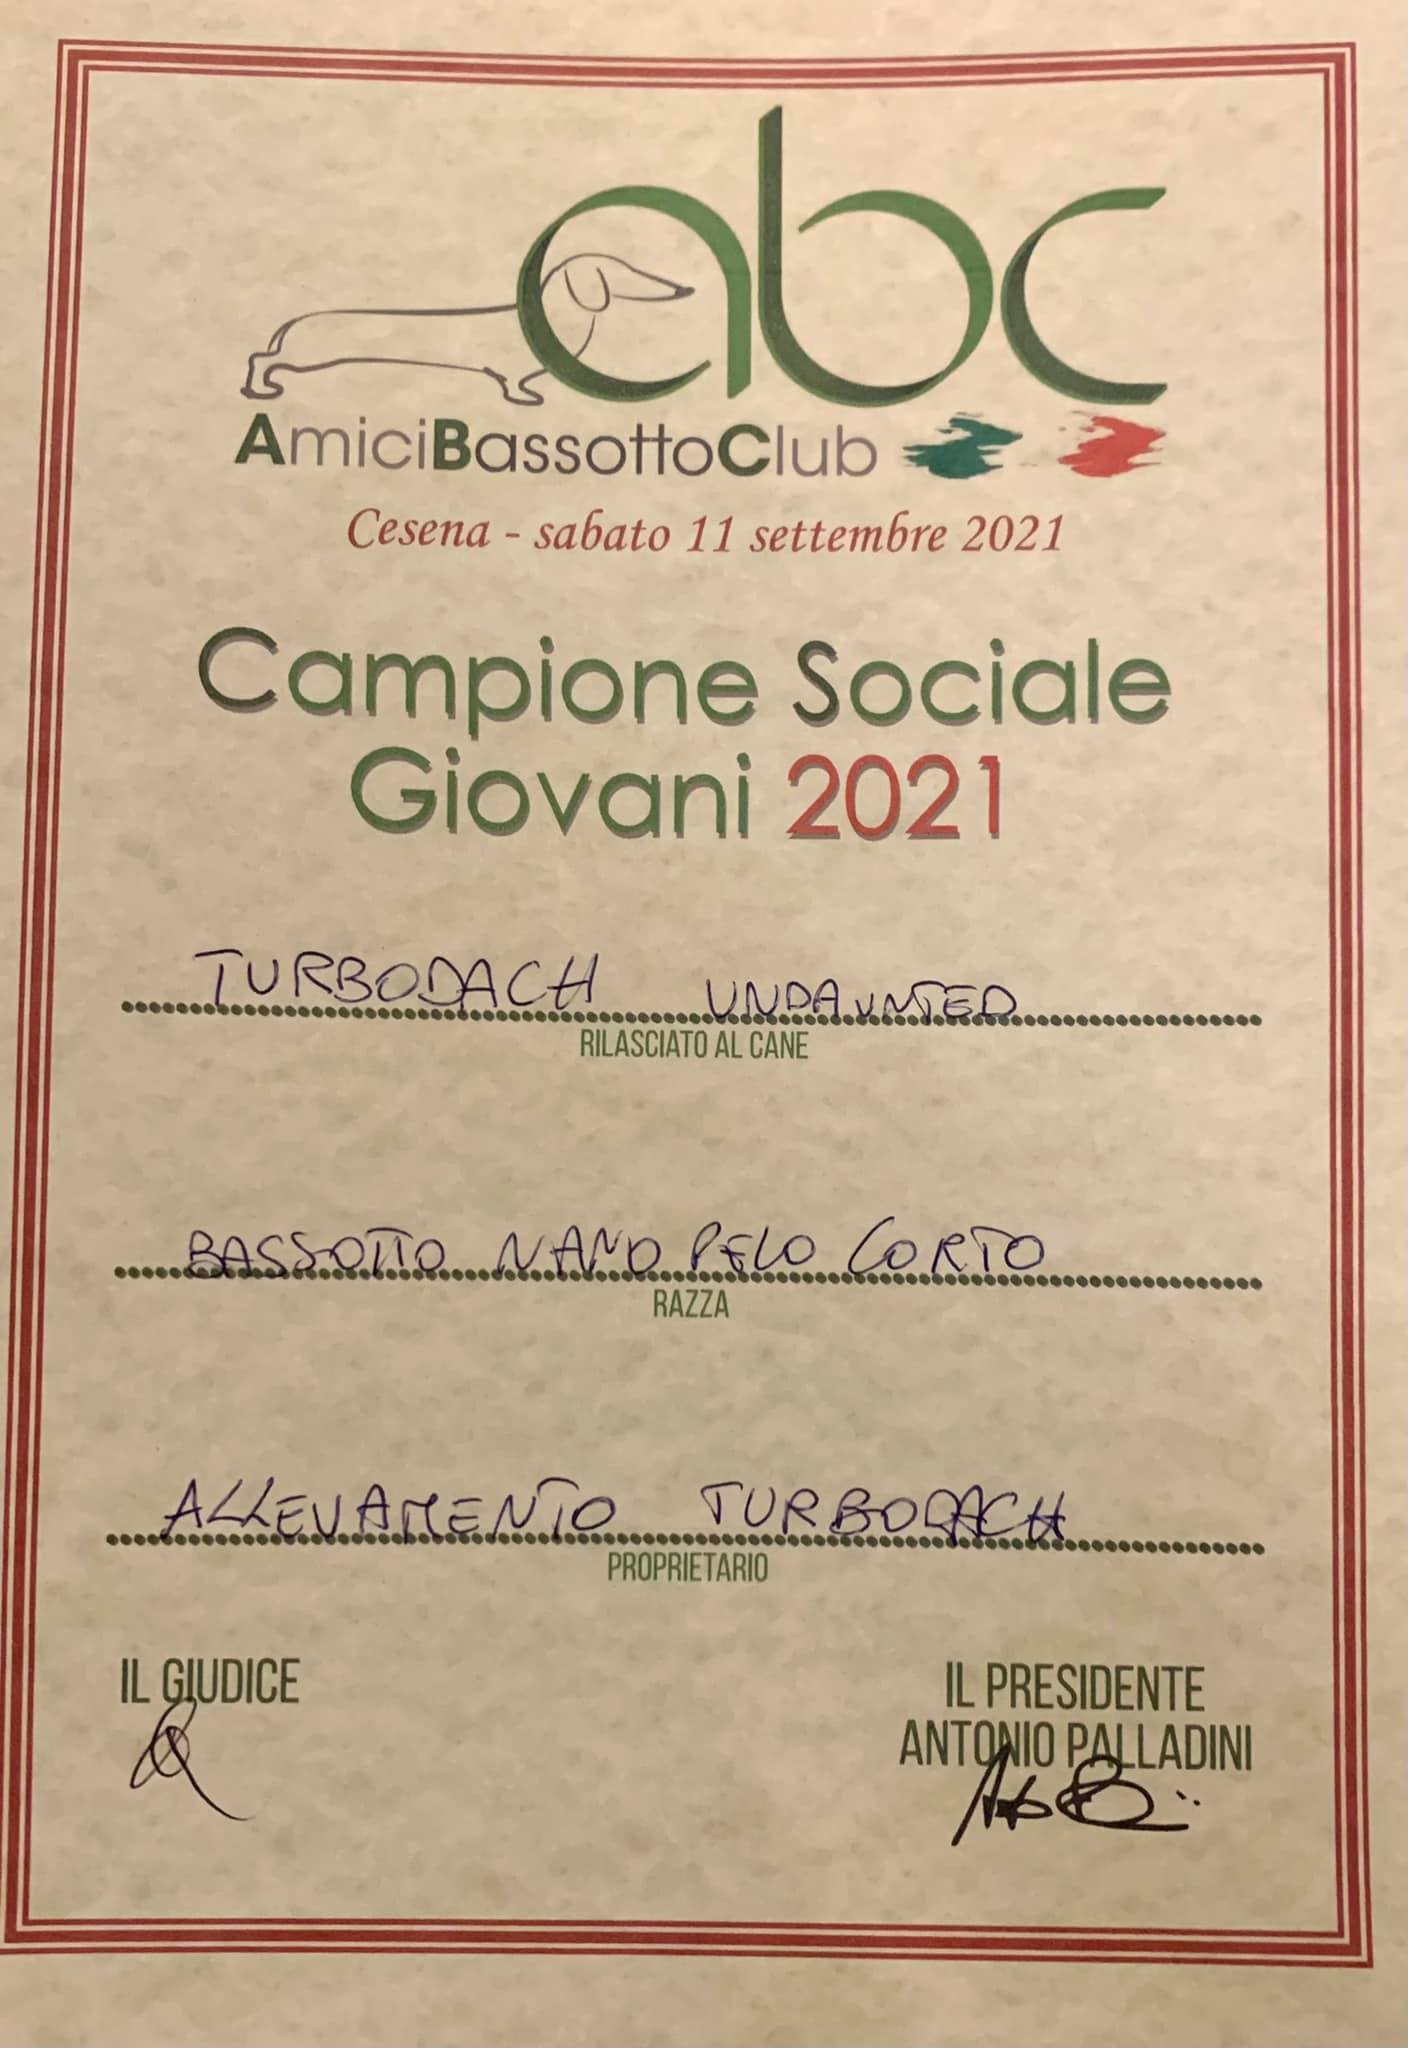 abc
AmiciBassottoClub
Cesena - sabato 11 settembre 2021
Campione Sociale
Giovani 2021
TURBODACH UNDAUNTED
RILASCIATO AL CANE
BASSOTTO NANO PELO CORTO
RAZZA
ALLEVAMENTO TURBODACH
PROPRIETARIO
IL GIUDICE
IL PRESIDENTE
ANTONIO PALLADINI